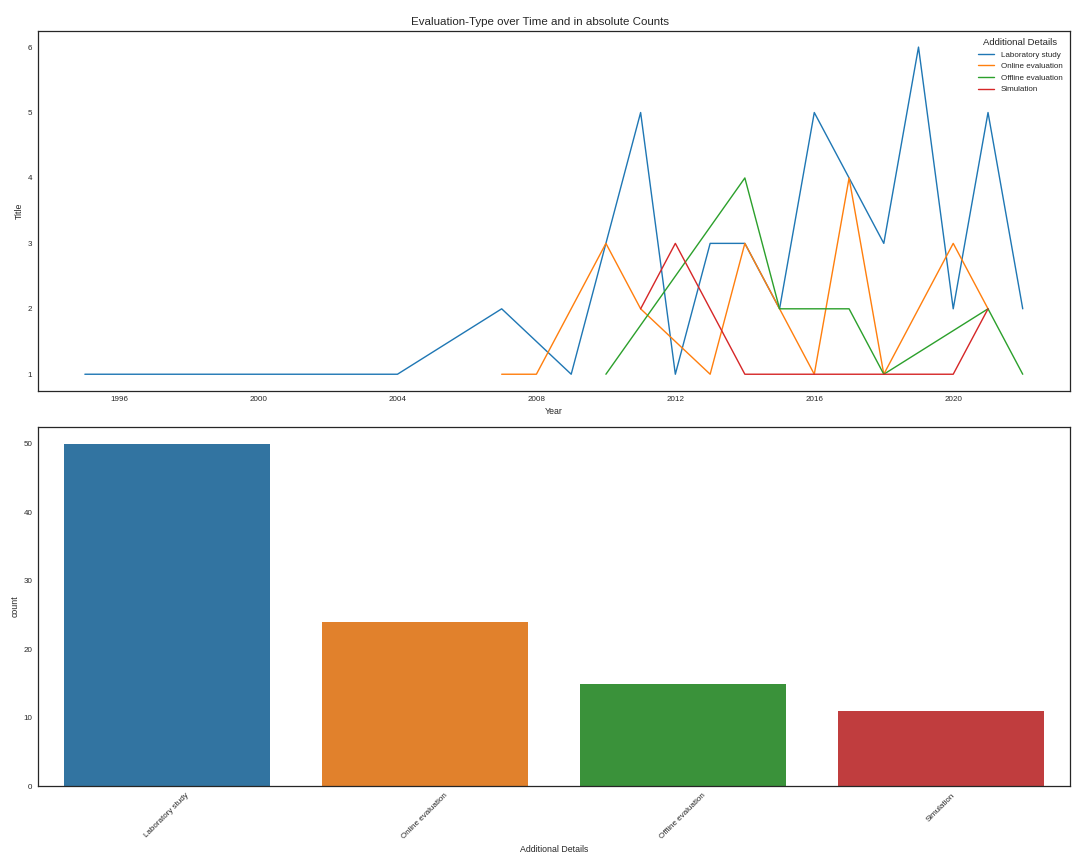 Evaluation-Type over Time and in absolute Counts
Additional Details
Laboratory study
Online evaluation
Offline evaluation
Simulation
6
5
4
3
2
1
Title
1996 2000 2004 2008 2012 2016 2020
Year
50
40
30
20
10
0
count
Laboratory study
Online evaluation
Offline evaluation
Simulation
Additional Details